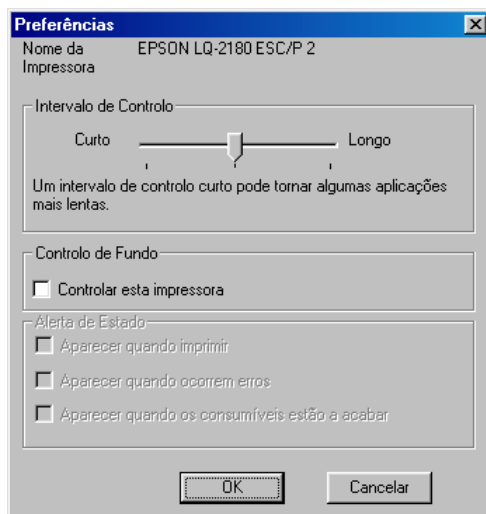 Preferências
Nome da EPSON LQ-2180 ESC/P 2
Impressora
Intervalo de Controlo
Curto Longo
Um intervalo de controlo curto pode tornar algumas aplicações
mais lentas.
Controlo de Fundo
Controlar esta impressora
Alerta de Estado
Aparecer quando imprimir
Aparecer quando ocorrem erros
Aparecer quando os consumíveis estão a acabar
OK Cancelar